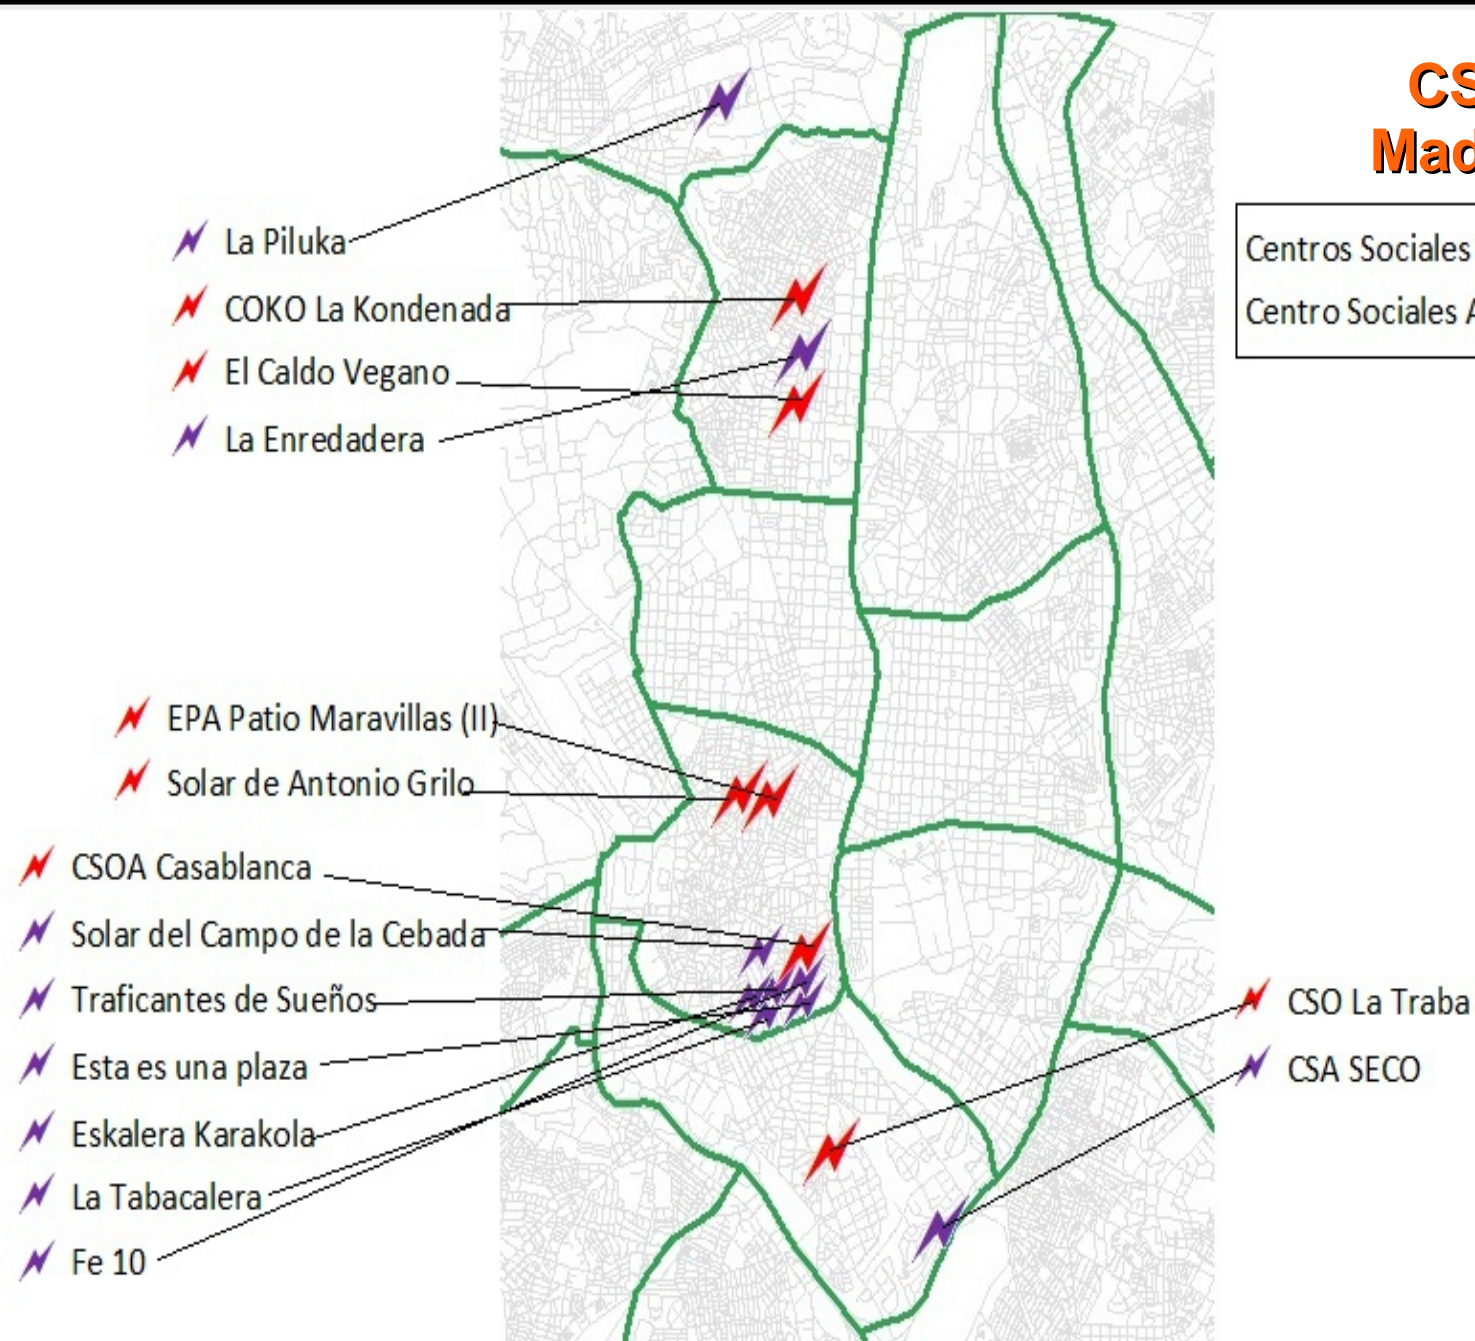 CS
Mad
Centros Sociales
Centro Sociales A
La Piluka
COKO La Kondenada
El Caldo Vegano
La Enredadera
EPA Patio Maravillas (II)
Solar de Antonio Grilo
CSOA Casablanca
Solar del Campo de la Cebada
Traficantes de Sueños
Esta es una plaza
Eskalera Karakola
La Tabacalera
Fe 10
CSO La Traba
CSA SECO